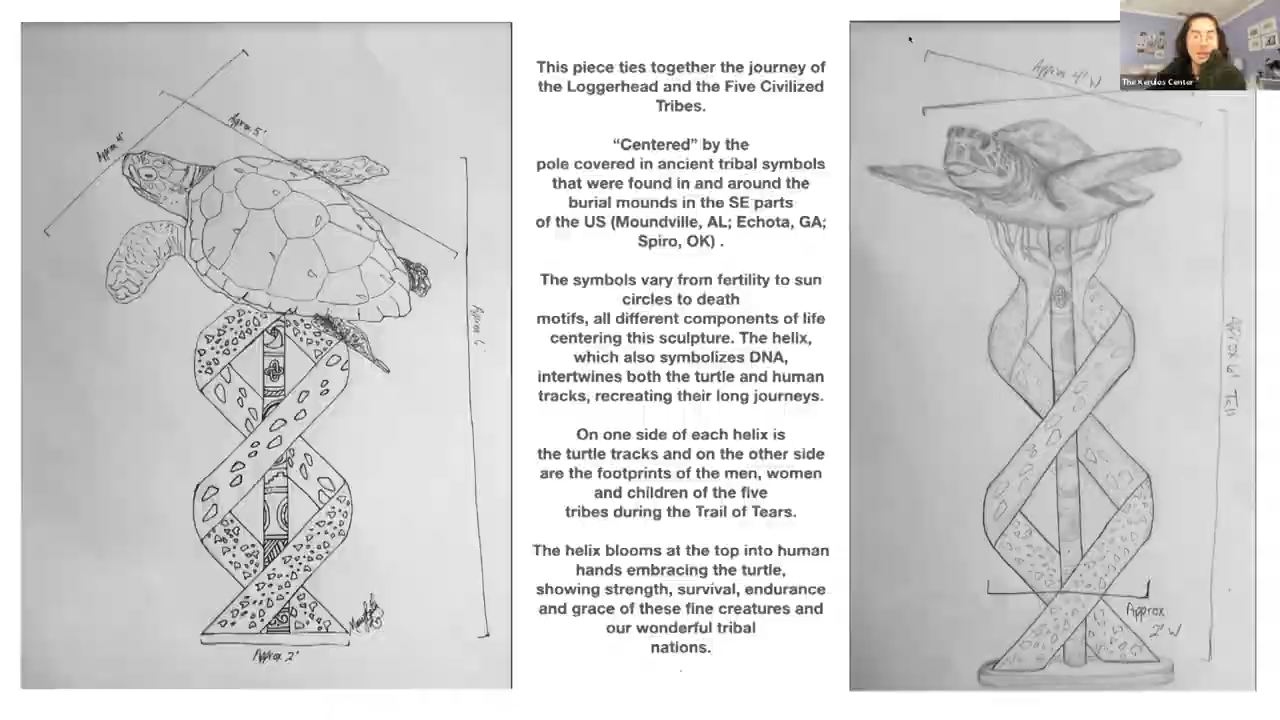 Approx 4'
Aprox 5'
Aprox 6'
Approx 2'
This piece ties together the journey of
the Loggerhead and the Five Civilized
Tribes.
“Centered” by the
pole covered in ancient tribal symbols
that were found in and around the
burial mounds in the SE parts
of the US (Moundville, AL; Echota, GA;
Spiro, OK) .
The symbols vary from fertility to sun
circles to death
motifs, all different components of life
centering this sculpture. The helix,
which also symbolizes DNA,
intertwines both the turtle and human
tracks, recreating their long journeys.
On one side of each helix is
the turtle tracks and on the other side
are the footprints of the men, women
and children of the five
tribes during the Trail of Tears.
The helix blooms at the top into human
hands embracing the turtle,
showing strength, survival, endurance
and grace of these fine creatures and
our wonderful tribal
nations.
Approx 4' W
Approx 6' Tall
Approx
2' W
The Kerulos Center